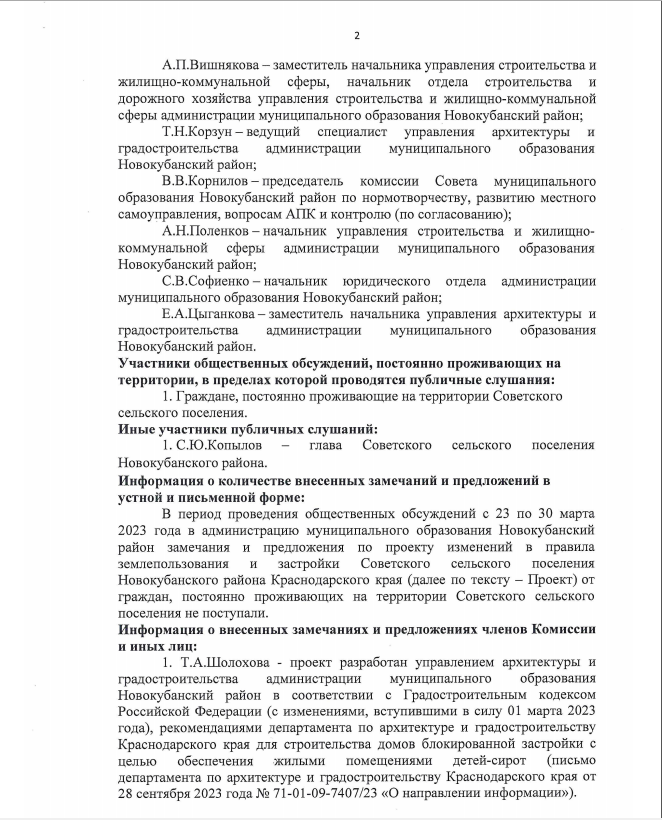 2
А.П.Вишнякова – заместитель начальника управления строительства и
жилищно-коммунальной сферы, начальник отдела строительства и
дорожного хозяйства управления строительства и жилищно-коммунальной
сферы администрации муниципального образования Новокубанский район;
Т.Н.Корзун – ведущий специалист управления архитектуры и
градостроительства администрации муниципального образования
Новокубанский район;
В.В.Корнилов – председатель комиссии Совета муниципального
образования Новокубанский район по нормотворчеству, развитию местного
самоуправления, вопросам АПК и контролю (по согласованию);
А.Н.Поленков – начальник управления строительства и жилищно-
коммунальной сферы администрации муниципального образования
Новокубанский район;
С.В.Софиенко – начальник юридического отдела администрации
муниципального образования Новокубанский район;
Е.А.Цыганкова – заместитель начальника управления архитектуры и
градостроительства администрации муниципального образования
Новокубанский район.
Участники общественных обсуждений, постоянно проживающих на
территории, в пределах которой проводятся публичные слушания:
1. Граждане, постоянно проживающие на территории Советского
сельского поселения.
Иные участники публичных слушаний:
1. С.Ю.Копылов – глава Советского сельского поселения
Новокубанского района.
Информация о количестве внесенных замечаний и предложений в
устной и письменной форме:
В период проведения общественных обсуждений с 23 по 30 марта
2023 года в администрацию муниципального образования Новокубанский
район замечания и предложения по проекту изменений в правила
землепользования и застройки Советского сельского поселения
Новокубанского района Краснодарского края (далее по тексту – Проект) от
граждан, постоянно проживающих на территории Советского сельского
поселения не поступали.
Информация о внесенных замечаниях и предложениях членов Комиссии
и иных лиц:
1. Т.А.Шолохова - проект разработан управлением архитектуры и
градостроительства администрации муниципального образования
Новокубанский район в соответствии с Градостроительным кодексом
Российской Федерации (с изменениями, вступившими в силу 01 марта 2023
года), рекомендациями департамента по архитектуре и градостроительству
Краснодарского края для строительства домов блокированной застройки с
целью обеспечения жилыми помещениями детей-сирот (письмо
департамента по архитектуре и градостроительству Краснодарского края от
28 сентября 2023 года № 71-01-09-7407/23 «О направлении информации»).